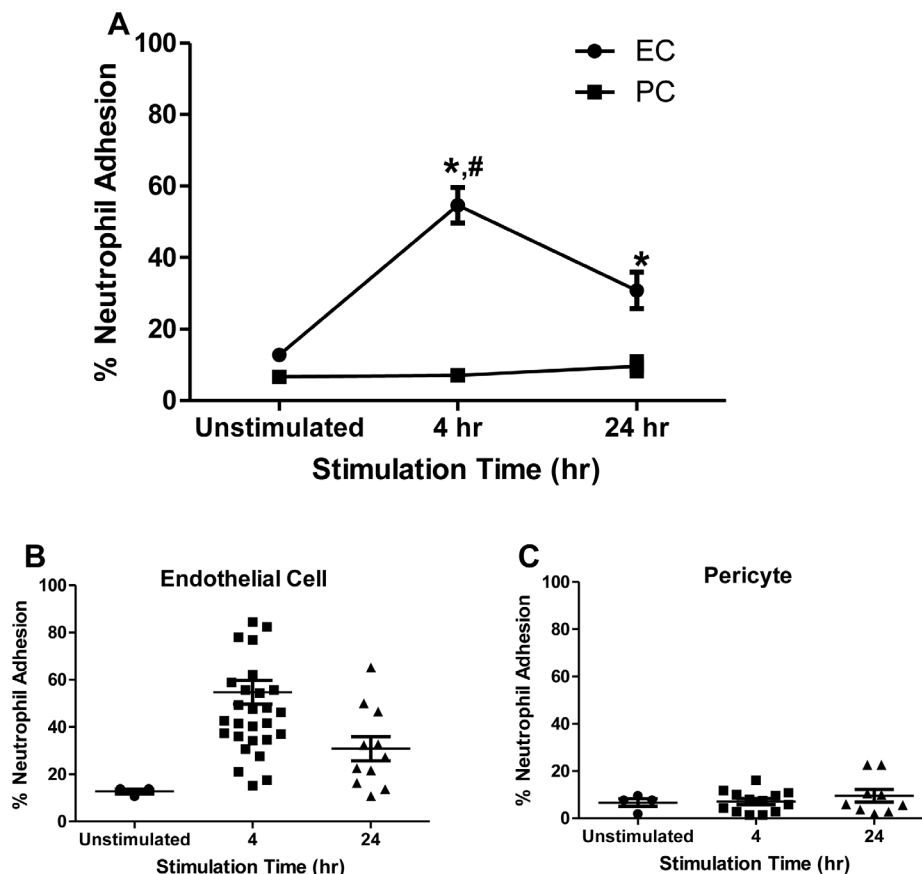 A
100
80
60
40
20
0
% Neutrophil Adhesion
EC
PC
*,#
*
Unstimulated 4 hr 24 hr
Stimulation Time (hr)
B
Endothelial Cell
100
80
60
40
20
0
% Neutrophil Adhesion
Unstimulated 4 24
Stimulation Time (hr)
C
Pericyte
100
80
60
40
20
0
% Neutrophil Adhesion
Unstimulated 4 24
Stimulation Time (hr)